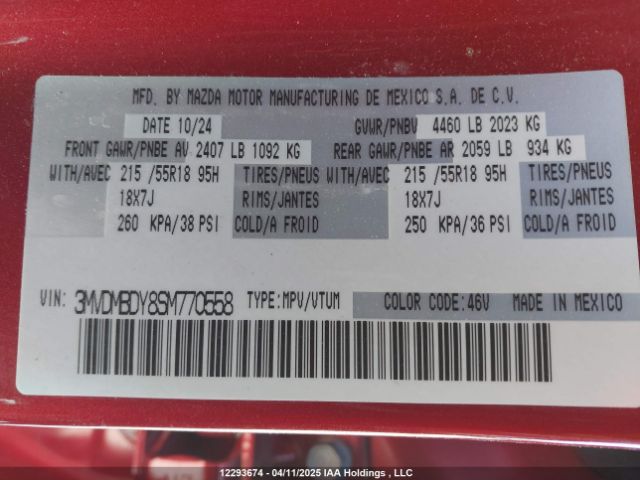 MFD. BY MAZDA MOTOR MANUFACTURING DE MEXICO S.A. DE C.V.
DATE 10/24 GVWR/PNBV 4460 LB 2023 KG
FRONT GAWR/PNBE AV 2407 LB 1092 KG REAR GAWR/PNBE AR 2059 LB 934 KG
WITH/AVEC 215 /55R18 95H TIRES/PNEUS WITH/AVEC 215 /55R18 95H TIRES/PNEUS
18X7J RIMS/JANTES 18X7J RIMS/JANTES
260 KPA/38 PSI COLD/A FROID 250 KPA/36 PSI COLD/A FROID
VIN: 3MVDMBDY8SM770558 TYPE:MPV/VTUM COLOR CODE:46V MADE IN MEXICO
12293674 - 04/11/2025 IAA Holdings , LLC